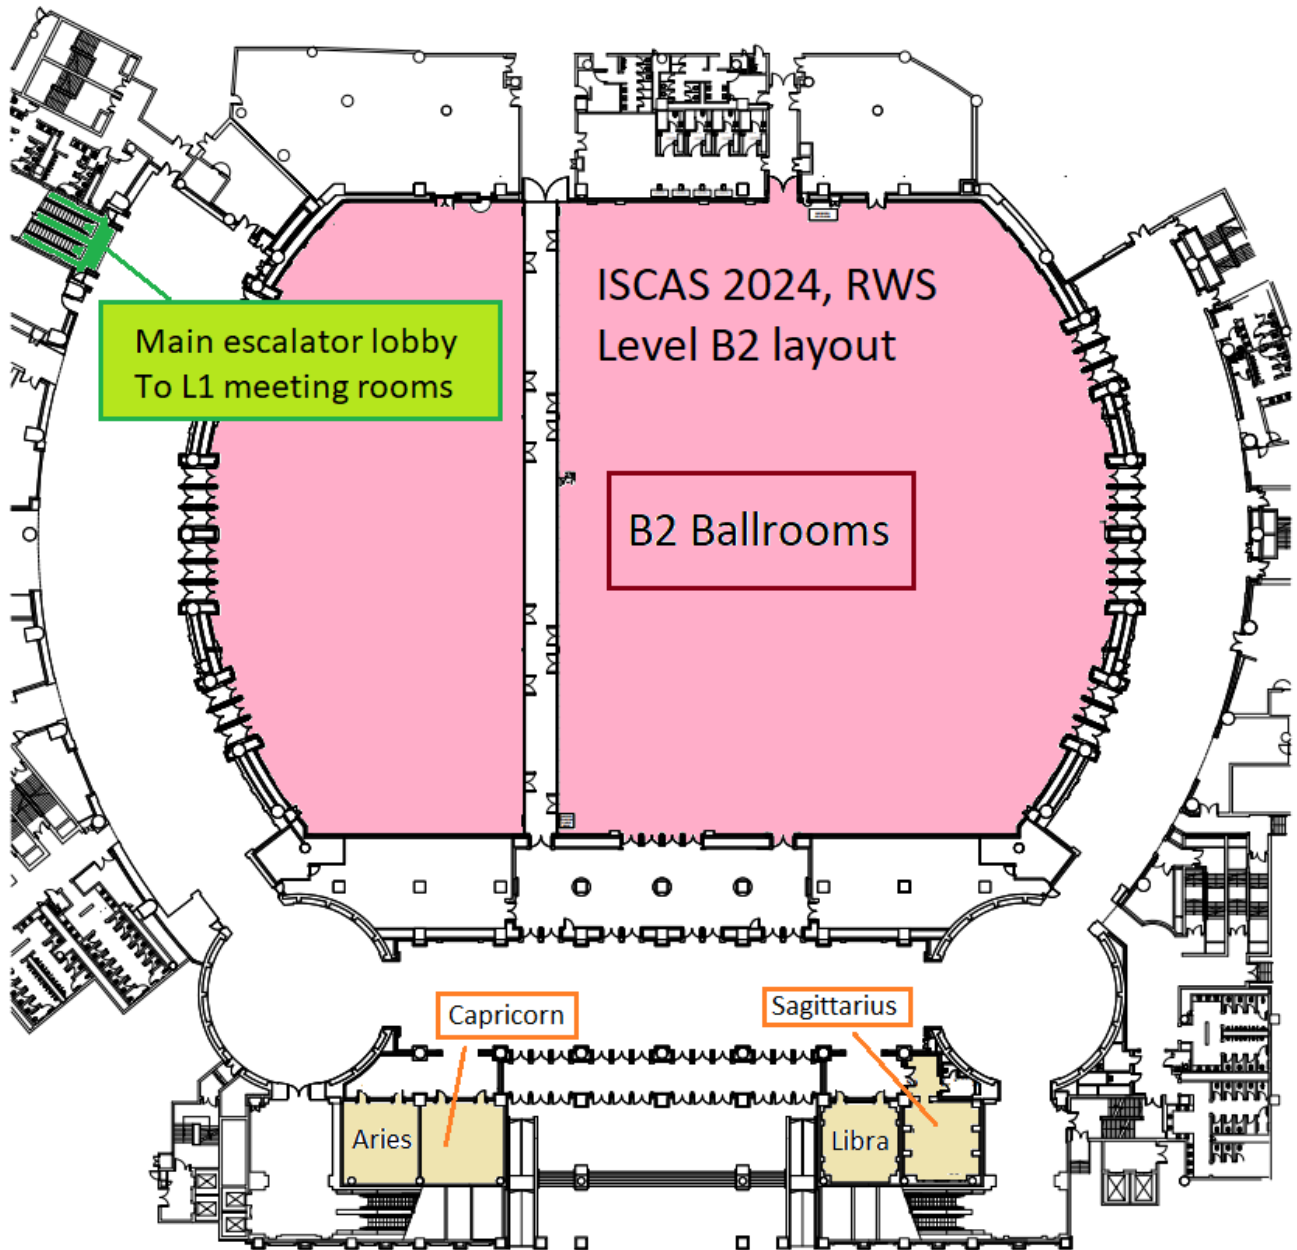 ISCAS 2024, RWS
Level B2 layout
Main escalator lobby
To L1 meeting rooms
B2 Ballrooms
Capricorn
Sagittarius
Aries
Libra